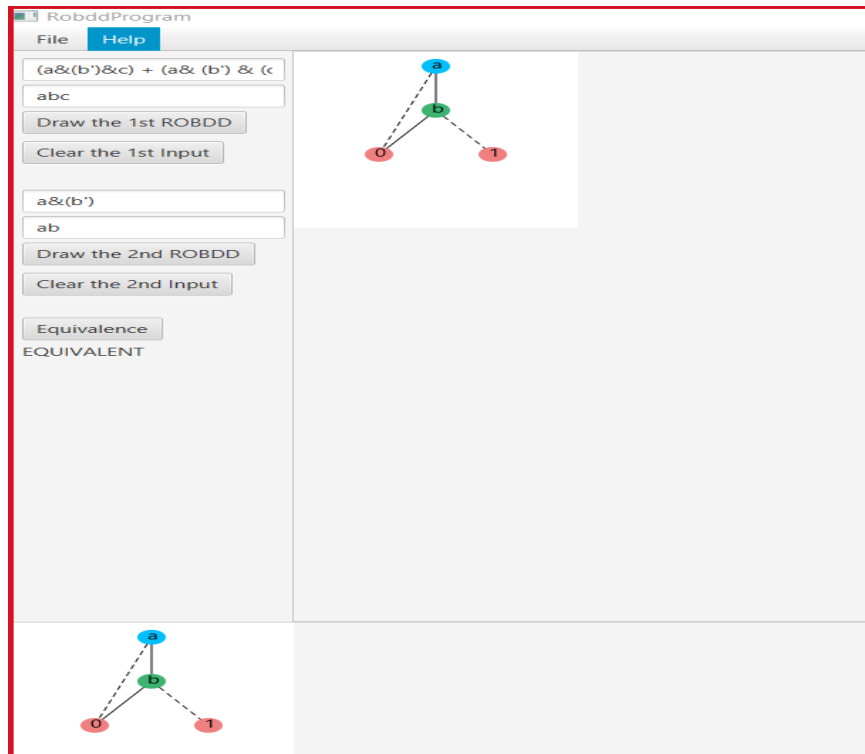 RobddProgram
File Help
(a&(b')&c) + (a& (b') & (c
abc
Draw the 1st ROBDD
Clear the 1st Input
a&(b')
ab
Draw the 2nd ROBDD
Clear the 2nd Input
Equivalence
EQUIVALENT
a
b
0 1
a
b
0 1